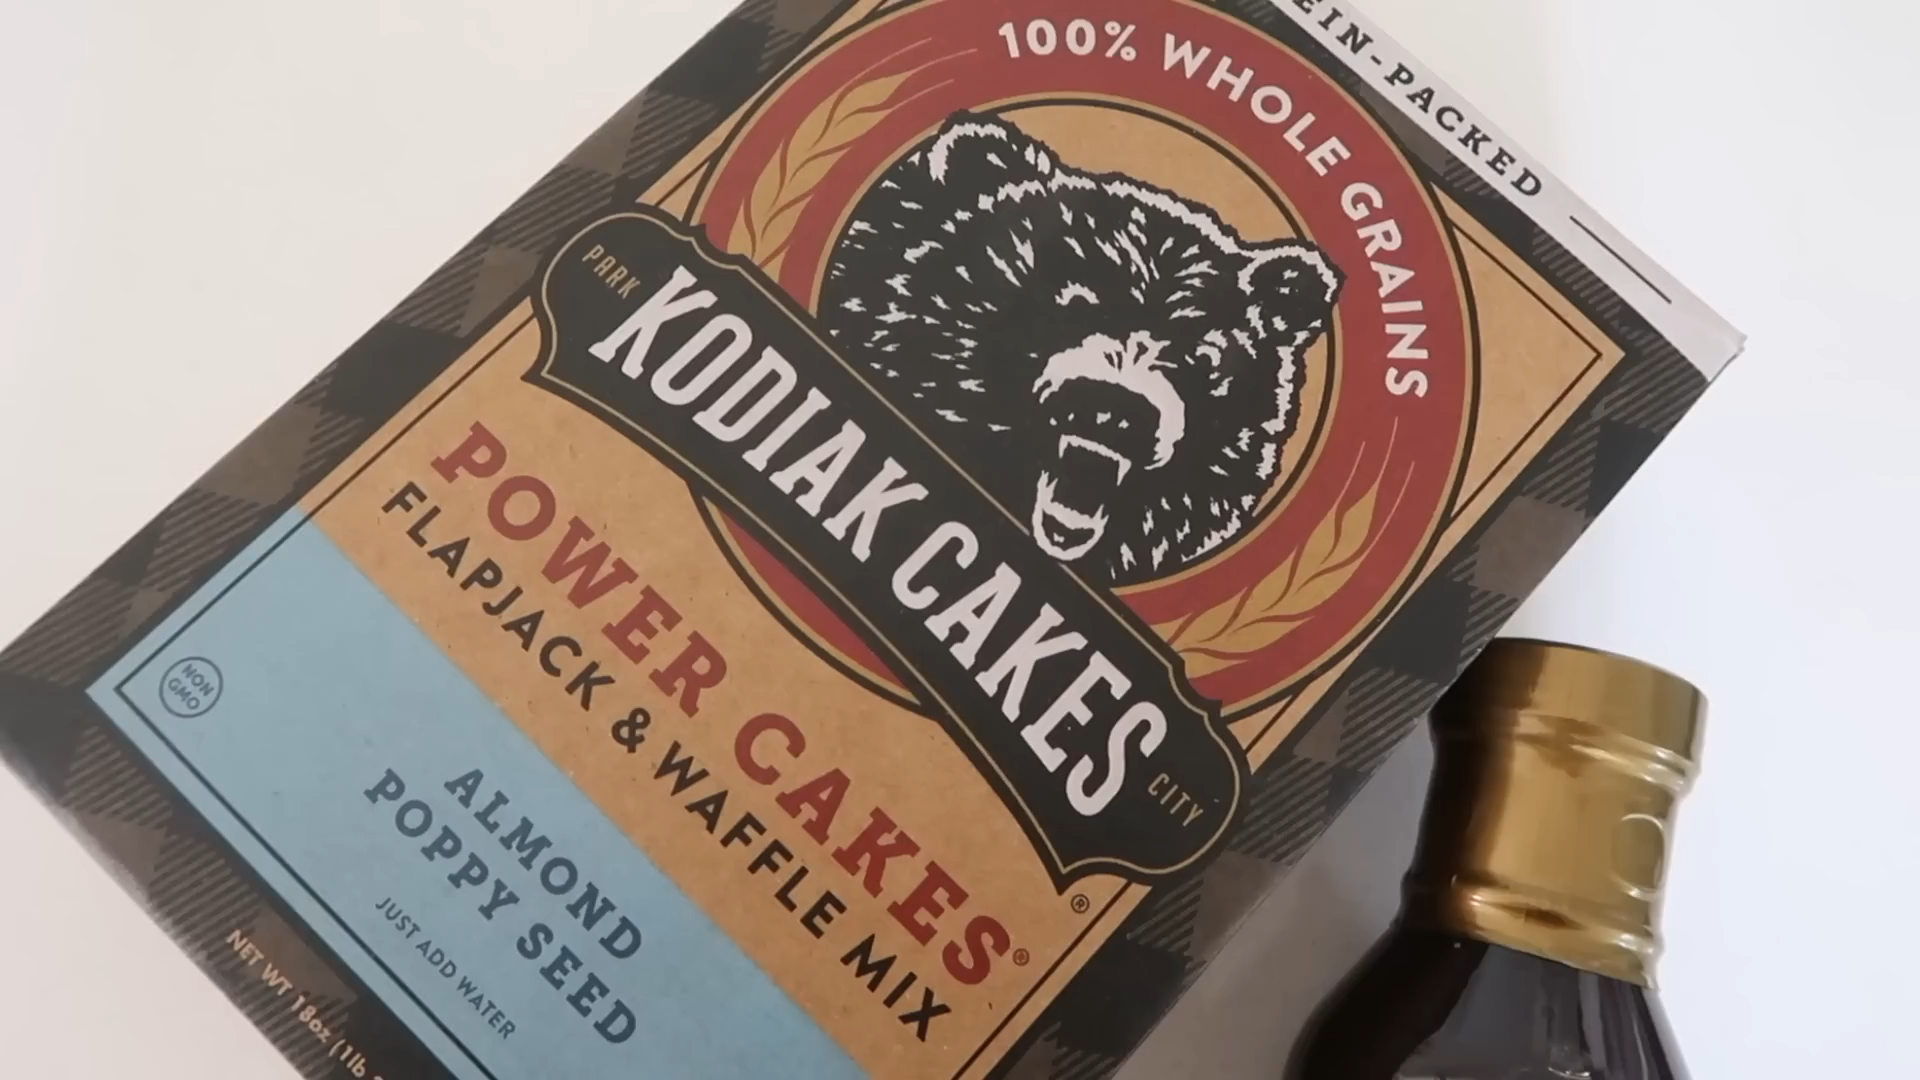 -PACKED
100% WHOLE GRAINS
PARK
KODIAK CAKES
CITY
®
POWER CAKES®
FLAPJACK & WAFFLE MIX
NON
GMO
ALMOND
POPPY SEED
JUST ADD WATER
NET WT 18oz (1lb